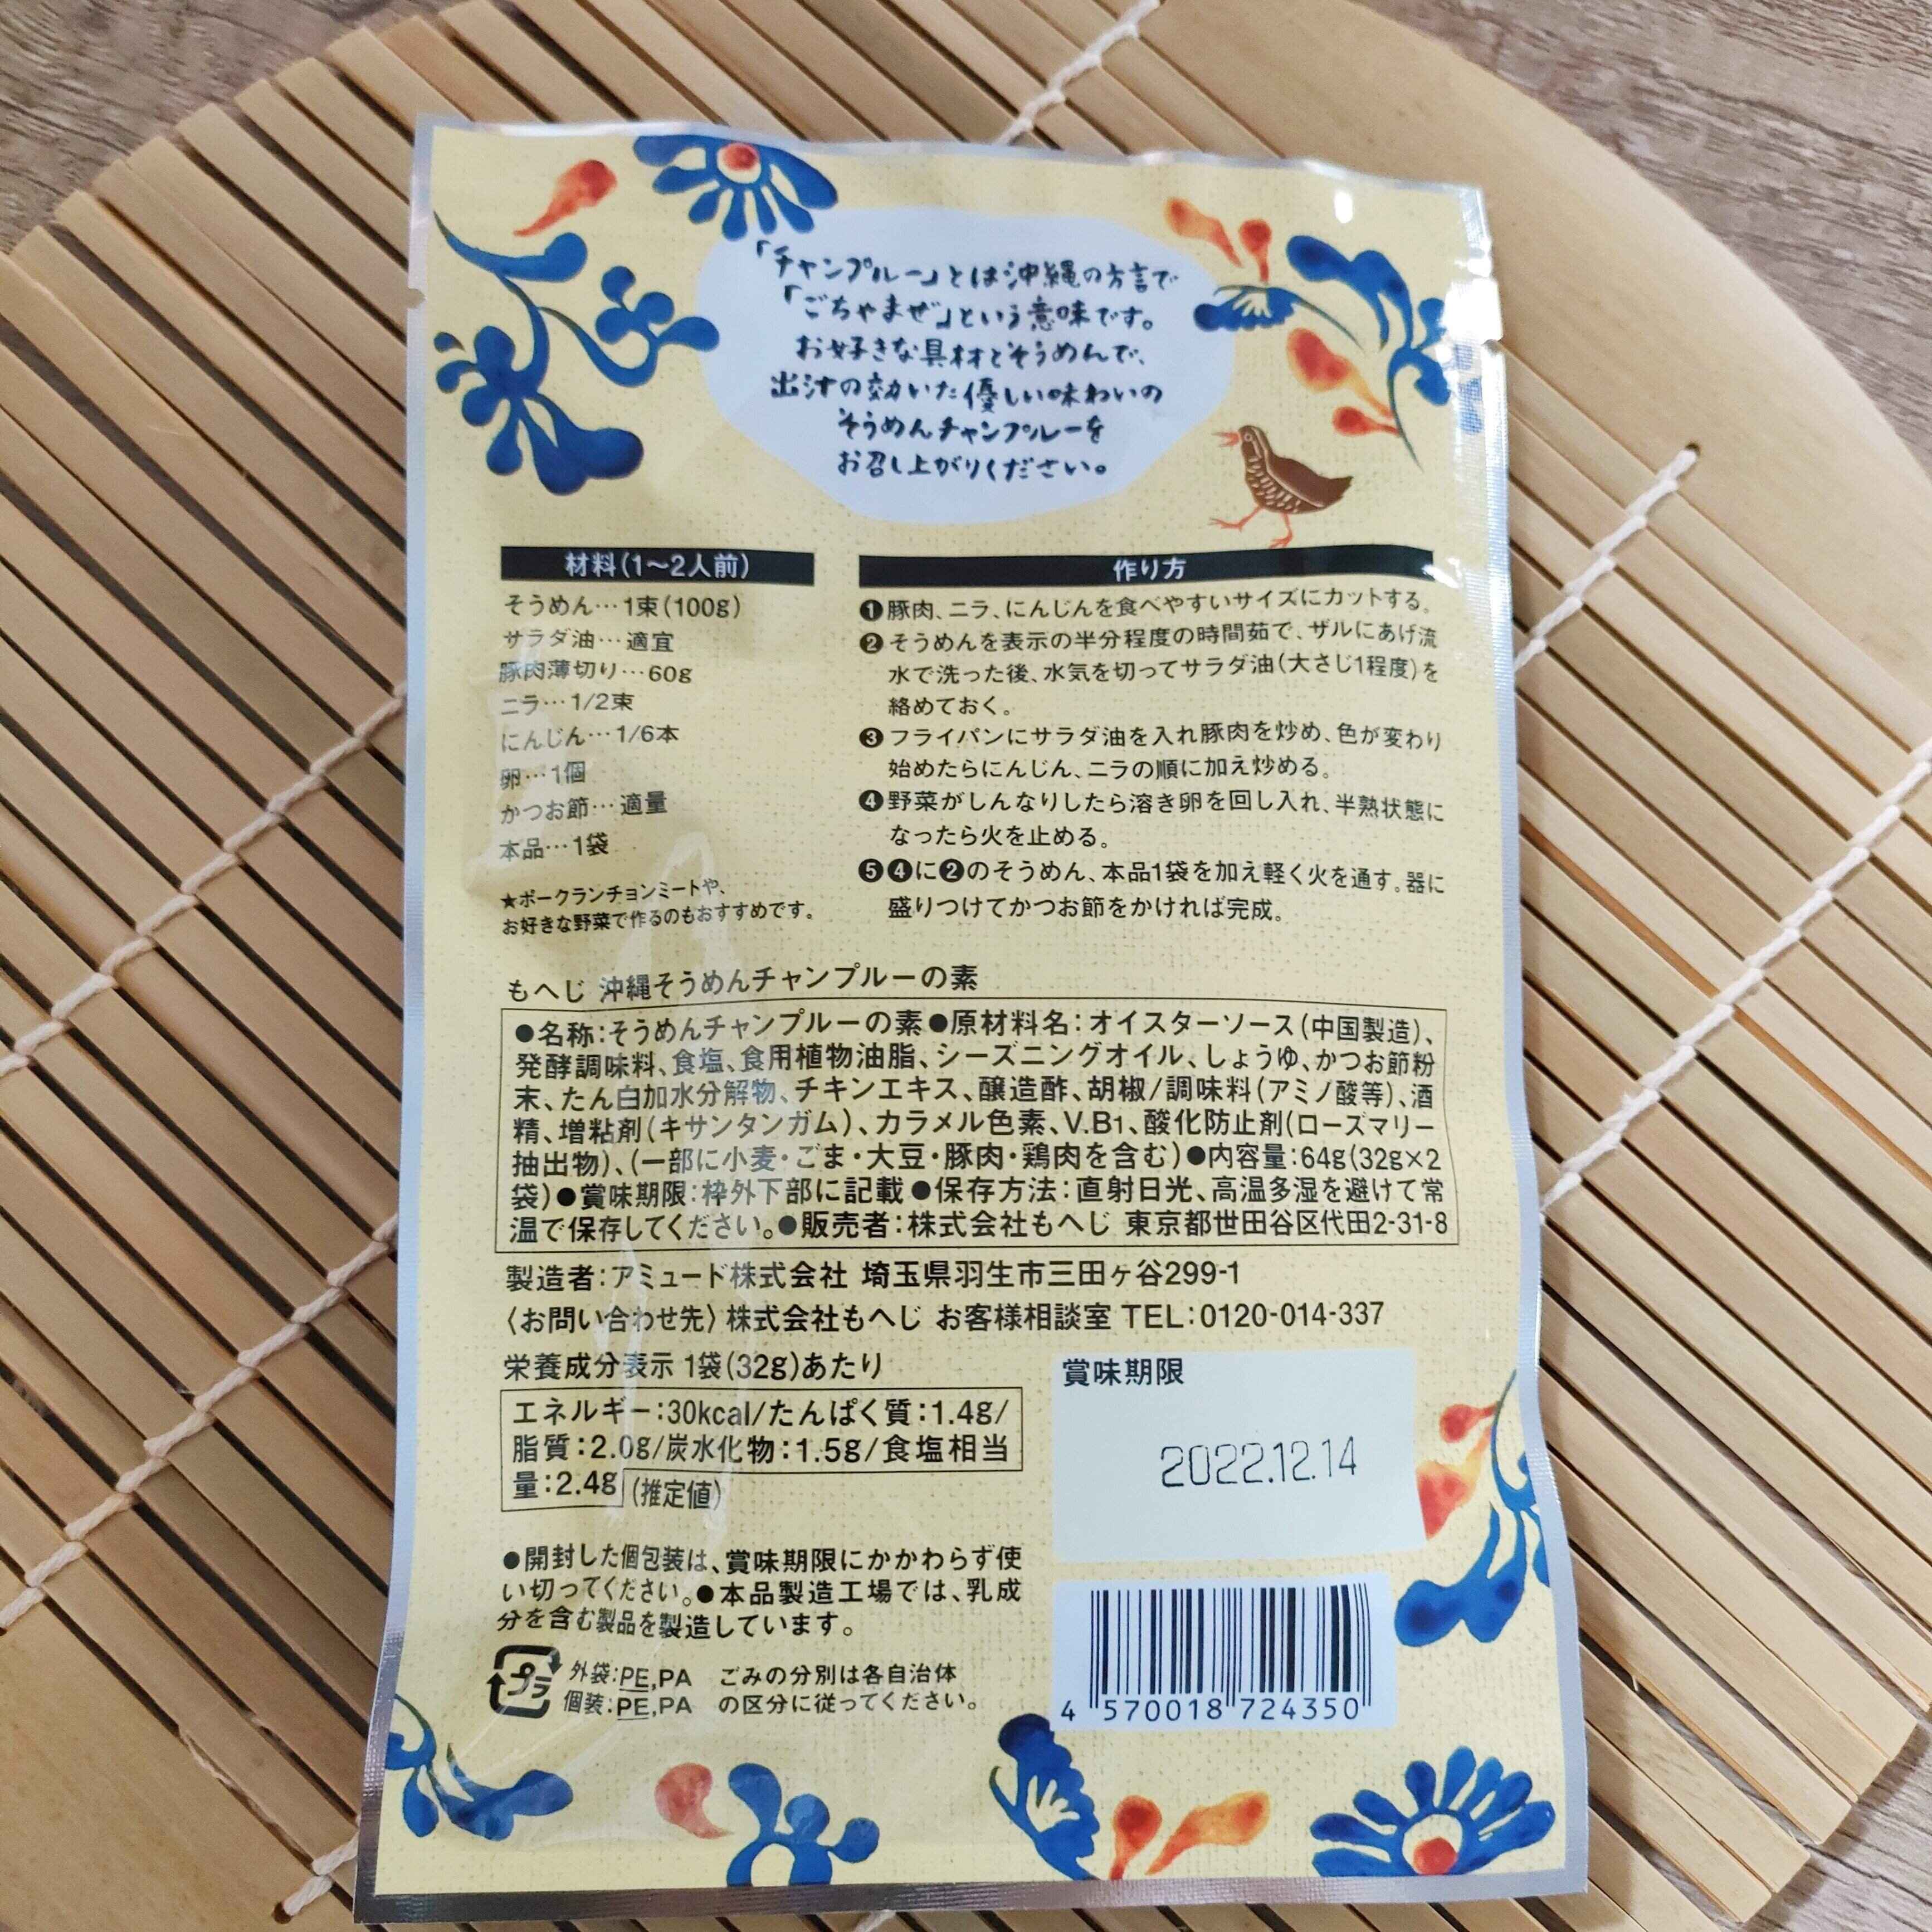 「チャンプルー」とは沖縄の方言で
「ごちゃまぜ」という意味です。
お好きな具材とそうめんで、
出汁の効いた優しい味わいの
そうめんチャンプルーを
お召し上がりください。
材料(1〜2人前)
そうめん…1束(100g)
サラダ油…適宜
豚肉薄切り…60g
ニラ…1/2束
にんじん…1/6本
卵…1個
かつお節…適量
本品…1袋
★ポークランチョンミートや、
お好きな野菜で作るのもおすすめです。
作り方
❶豚肉、ニラ、にんじんを食べやすいサイズにカットする。
❷そうめんを表示の半分程度の時間茹で、ザルにあげ流
水で洗った後、水気を切ってサラダ油(大さじ1程度)を
絡めておく。
❸フライパンにサラダ油を入れ豚肉を炒め、色が変わり
始めたらにんじん、ニラの順に加え炒める。
❹野菜がしんなりしたら溶き卵を回し入れ、半熟状態に
なったら火を止める。
❺❹に❷のそうめん、本品1袋を加え軽く火を通す。器に
盛りつけてかつお節をかければ完成。
もへじ 沖縄そうめんチャンプルーの素
●名称:そうめんチャンプルーの素●原材料名:オイスターソース(中国製造)、
発酵調味料、食塩、食用植物油脂、シーズニングオイル、しょうゆ、かつお節粉
末、たん白加水分解物、チキンエキス、醸造酢、胡椒/調味料(アミノ酸等)、酒
精、増粘剤(キサンタンガム)、カラメル色素、V.B1、酸化防止剤(ローズマリー
抽出物)、(一部に小麦・ごま・大豆・豚肉・鶏肉を含む)●内容量:64g(32g×2
袋)●賞味期限:枠外下部に記載●保存方法:直射日光、高温多湿を避けて常
温で保存してください。●販売者:株式会社もへじ 東京都世田谷区代田2-31-8
製造者:アミュード株式会社 埼玉県羽生市三田ヶ谷299-1
〈お問い合わせ先〉株式会社もへじ お客様相談室 TEL:0120-014-337
栄養成分表示 1袋(32g)あたり
エネルギー:30kcal/たんぱく質:1.4g/
脂質:2.0g/炭水化物:1.5g/食塩相当
量:2.4g (推定値)
賞味期限
2022.12.14
●開封した個包装は、賞味期限にかかわらず使
い切ってください。●本品製造工場では、乳成
分を含む製品を製造しています。
プラ
外袋:PE,PA ごみの分別は各自治体
個装:PE,PA の区分に従ってください。
4 570018 724350